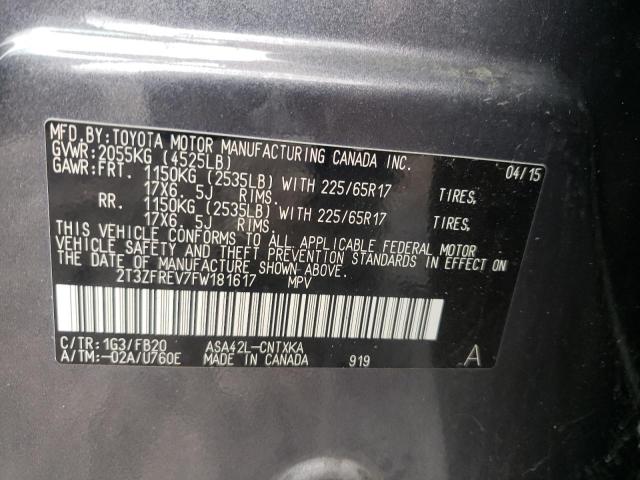 MFD.BY:TOYOTA MOTOR MANUFACTURING CANADA INC. 04/15
GVWR:2055KG (4525LB)
GAWR:FRT. 1150KG (2535LB) WITH 225/65R17 TIRES,
17X6.5J RIMS.
RR. 1150KG (2535LB) WITH 225/65R17 TIRES,
17X6.5J RIMS.
THIS VEHICLE CONFORMS TO ALL APPLICABLE FEDERAL MOTOR
VEHICLE SAFETY AND THEFT PREVENTION STANDARDS IN EFFECT ON
THE DATE OF MANUFACTURE SHOWN ABOVE.
2T3ZFREV7FW181617 MPV
C/TR:1G3/FB20 ASA42L-CNTXKA
A/TM:-02A/U760E MADE IN CANADA 919 A